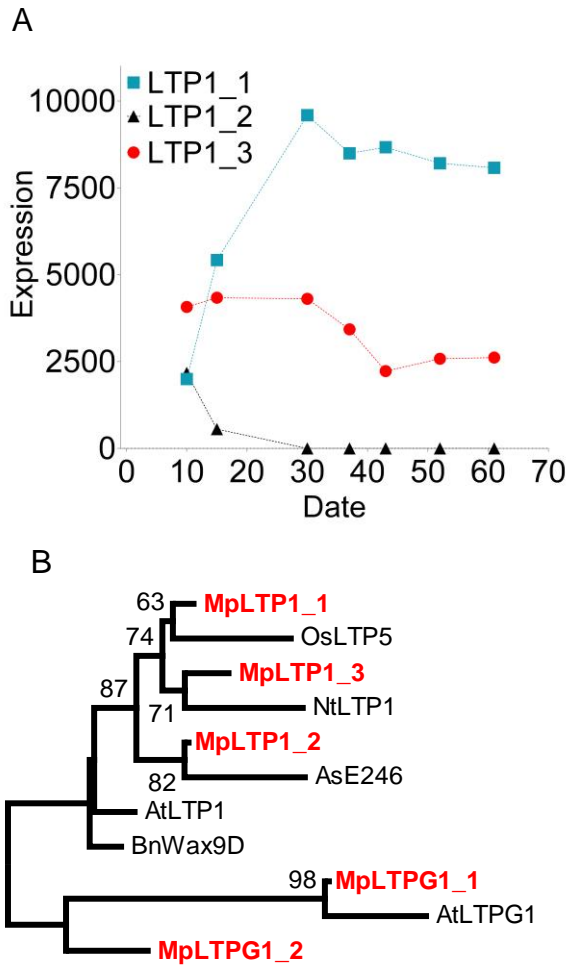 A
LTP1_1
LTP1_2
LTP1_3
10000
7500
5000
2500
0
Expression
0 10 20 30 40 50 60 70
Date
B
63
MpLTP1_1
74
OsLTP5
MpLTP1_3
87
71
NtLTP1
MpLTP1_2
82
AsE246
AtLTP1
BnWax9D
98
MpLTPG1_1
AtLTPG1
MpLTPG1_2